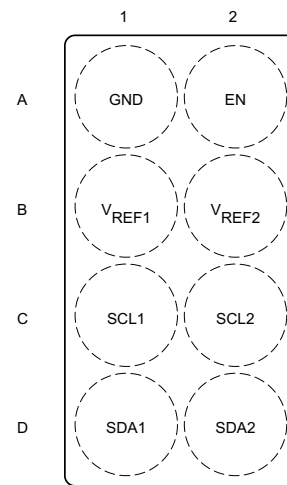 1 2
A GND EN
B VREF1 VREF2
C SCL1 SCL2
D SDA1 SDA2